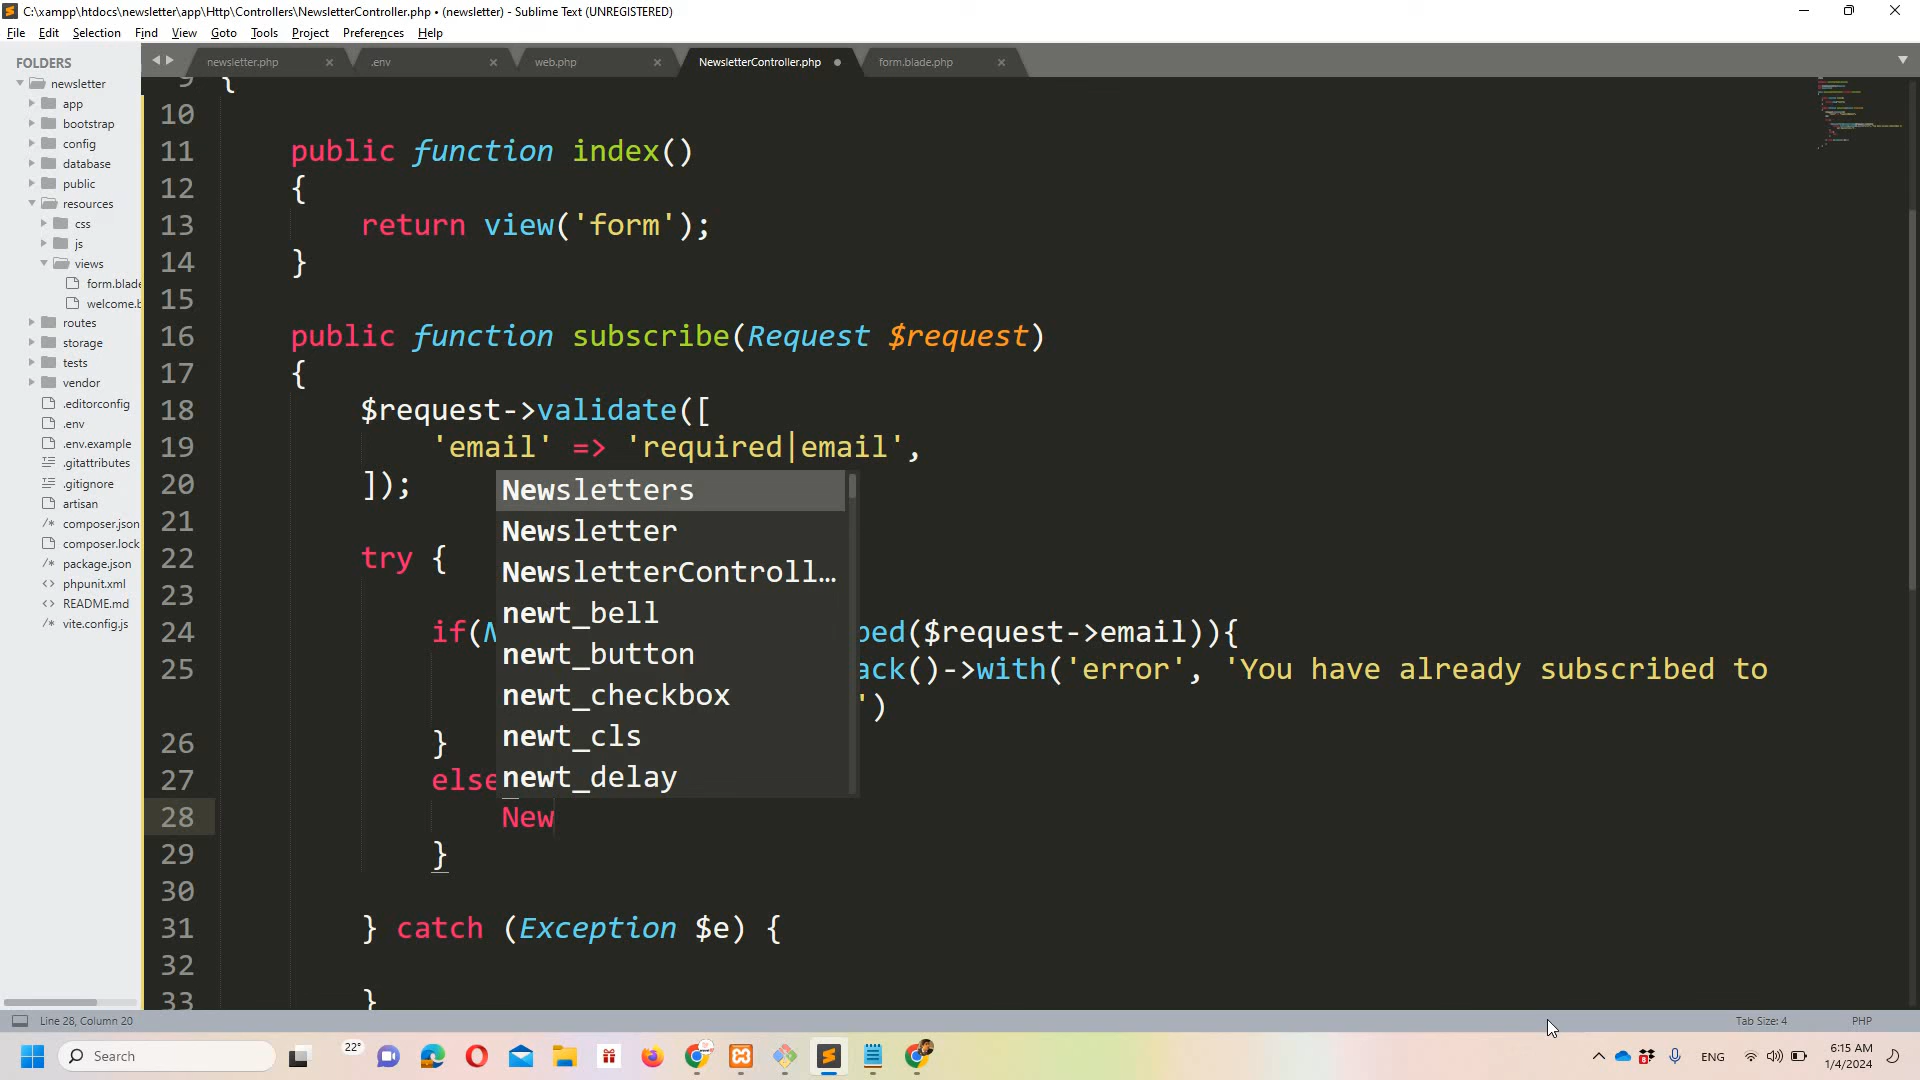 C:\xampp\htdocs\newsletter\app\Http\Controllers\NewsletterController.php • (newsletter) - Sublime Text (UNREGISTERED)
File Edit Selection Find View Goto Tools Project Preferences Help
FOLDERS
newsletter
app
bootstrap
config
database
public
resources
css
js
views
form.blade
welcome.b
routes
storage
tests
vendor
.editorconfig
.env
.env.example
.gitattributes
.gitignore
artisan
composer.json
composer.lock
package.json
phpunit.xml
README.md
vite.config.js
newsletter.php .env web.php NewsletterController.php form.blade.php
9 {
10
11 public function index()
12 {
13 return view('form');
14 }
15
16 public function subscribe(Request $request)
17 {
18 $request->validate([
19 'email' => 'required|email',
20 ]);
21
22 try {
23
24 if( bed($request->email)){
25 ack()->with('error', 'You have already subscribed to
')
26 }
27 else
28 New
29 }
30
31 } catch (Exception $e) {
32
33 }
Newsletters
Newsletter
NewsletterControll…
newt_bell
newt_button
newt_checkbox
newt_cls
newt_delay
Line 28, Column 20 Tab Size: 4 PHP
Search
22°
ENG
6:15 AM
1/4/2024